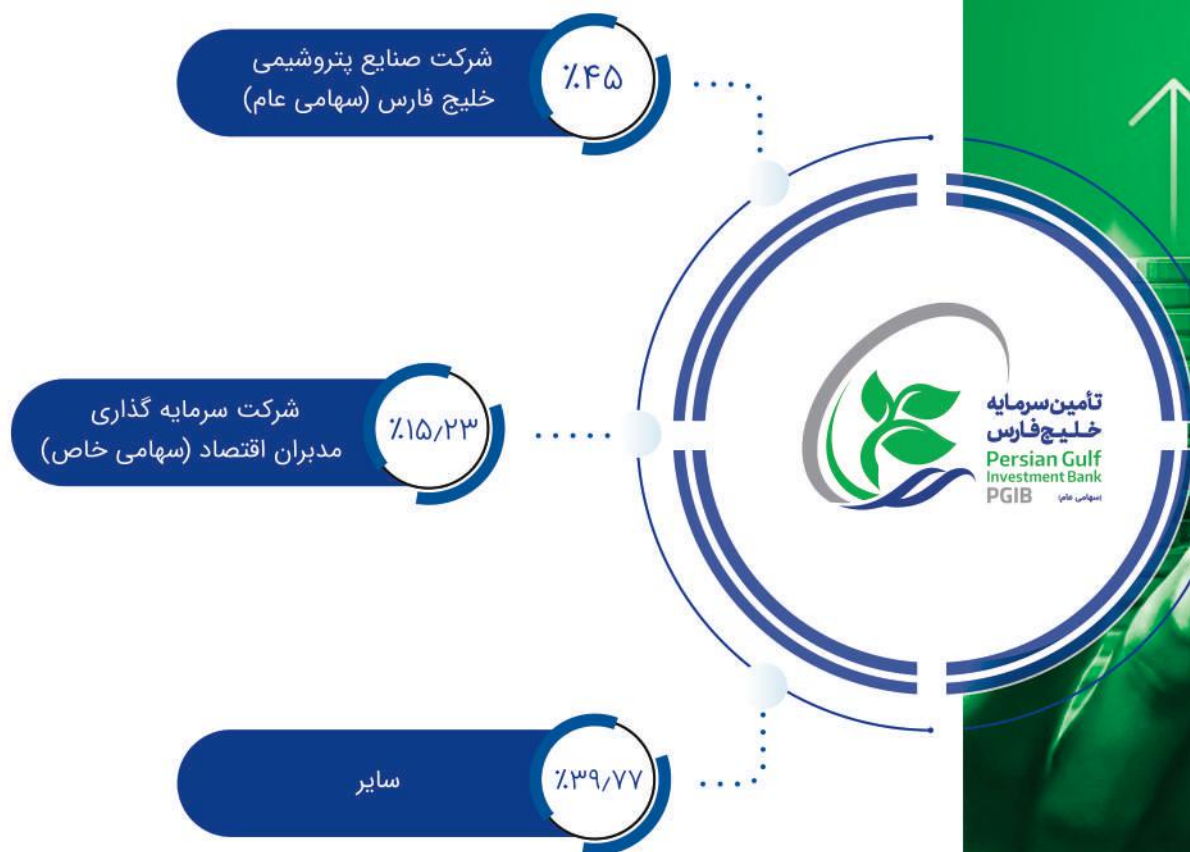 شرکت صنایع پتروشیمی
خلیج فارس (سهامی عام)
٪۴۵
شرکت سرمایه گذاری
مدبران اقتصاد (سهامی خاص)
٪۱۵٫۲۳
سایر
٪۳۹٫۷۷
تأمین سرمایه
خلیج فارس
Persian Gulf
Investment Bank
PGIB (سهامی عام)